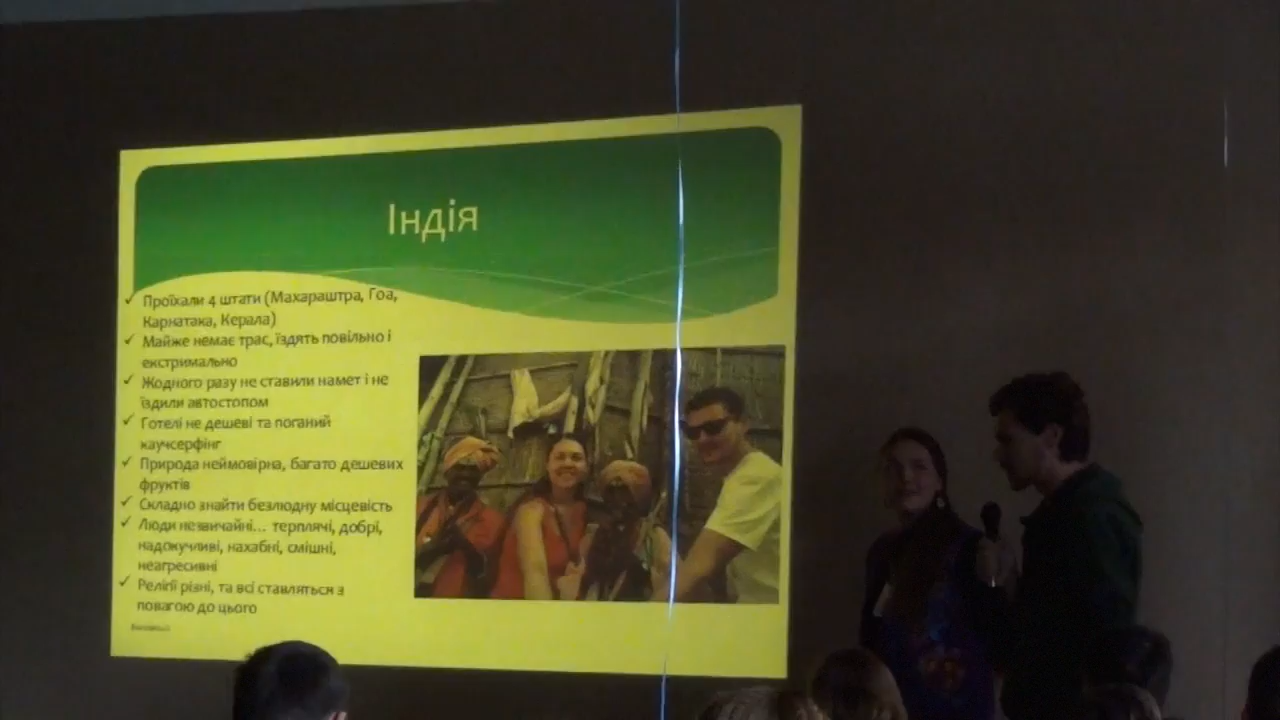 Індія
Проїхали 4 штати (Махараштра, Гоа,
Карнатака, Керала)
Майже немає трас, їздять повільно і
екстримально
Жодного разу не ставили намет і не
їздили автостопом
Готелі не дешеві та поганий
каучсерфінг
Природа неймовірна, багато дешевих
фруктів
Складно знайти безлюдну місцевість
Люди незвичайні... терплячі, добрі,
надокучливі, нахабні, смішні,
неагресивні
Релігії різні, та всі ставляться з
повагою до цього